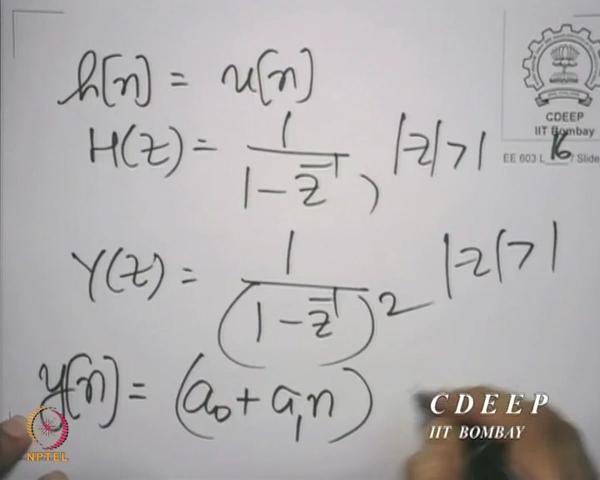 h[n] = u[n]
H(z) = 1 / (1 - z⁻¹), |z| > 1
Y(z) = 1 / (1 - z⁻¹)² |z| > 1
y[n] = (a₀ + a₁n)
CDEEP
IIT Bombay
EE 603 L 16 / Slide
CDEEP
IIT BOMBAY
NPTEL